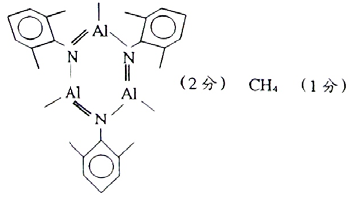 Al
N N
Al Al （2分） CH₄ （1分）
N